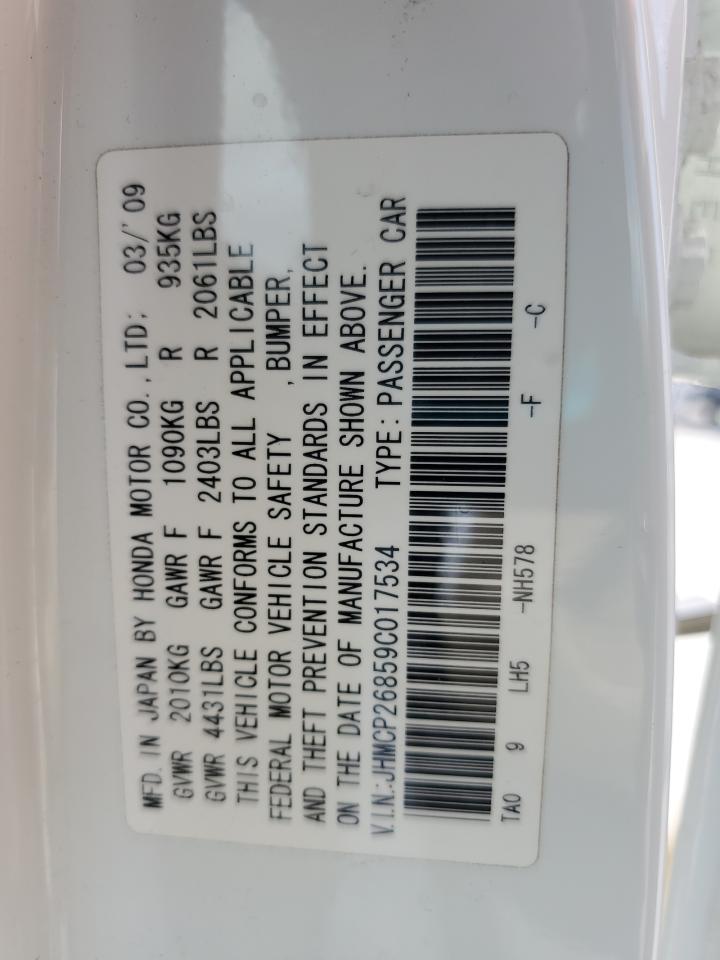 MFD. IN JAPAN BY HONDA MOTOR CO., LTD; 03/'09
GVWR 2010KG GAWR F 1090KG R 935KG
GVWR 4431LBS GAWR F 2403LBS R 2061LBS
THIS VEHICLE CONFORMS TO ALL APPLICABLE
FEDERAL MOTOR VEHICLE SAFETY , BUMPER,
AND THEFT PREVENTION STANDARDS IN EFFECT
ON THE DATE OF MANUFACTURE SHOWN ABOVE.
V.I.N.:JHMCP26859C017534 TYPE:PASSENGER CAR
TA0 9 LH5 -NH578 -F -C